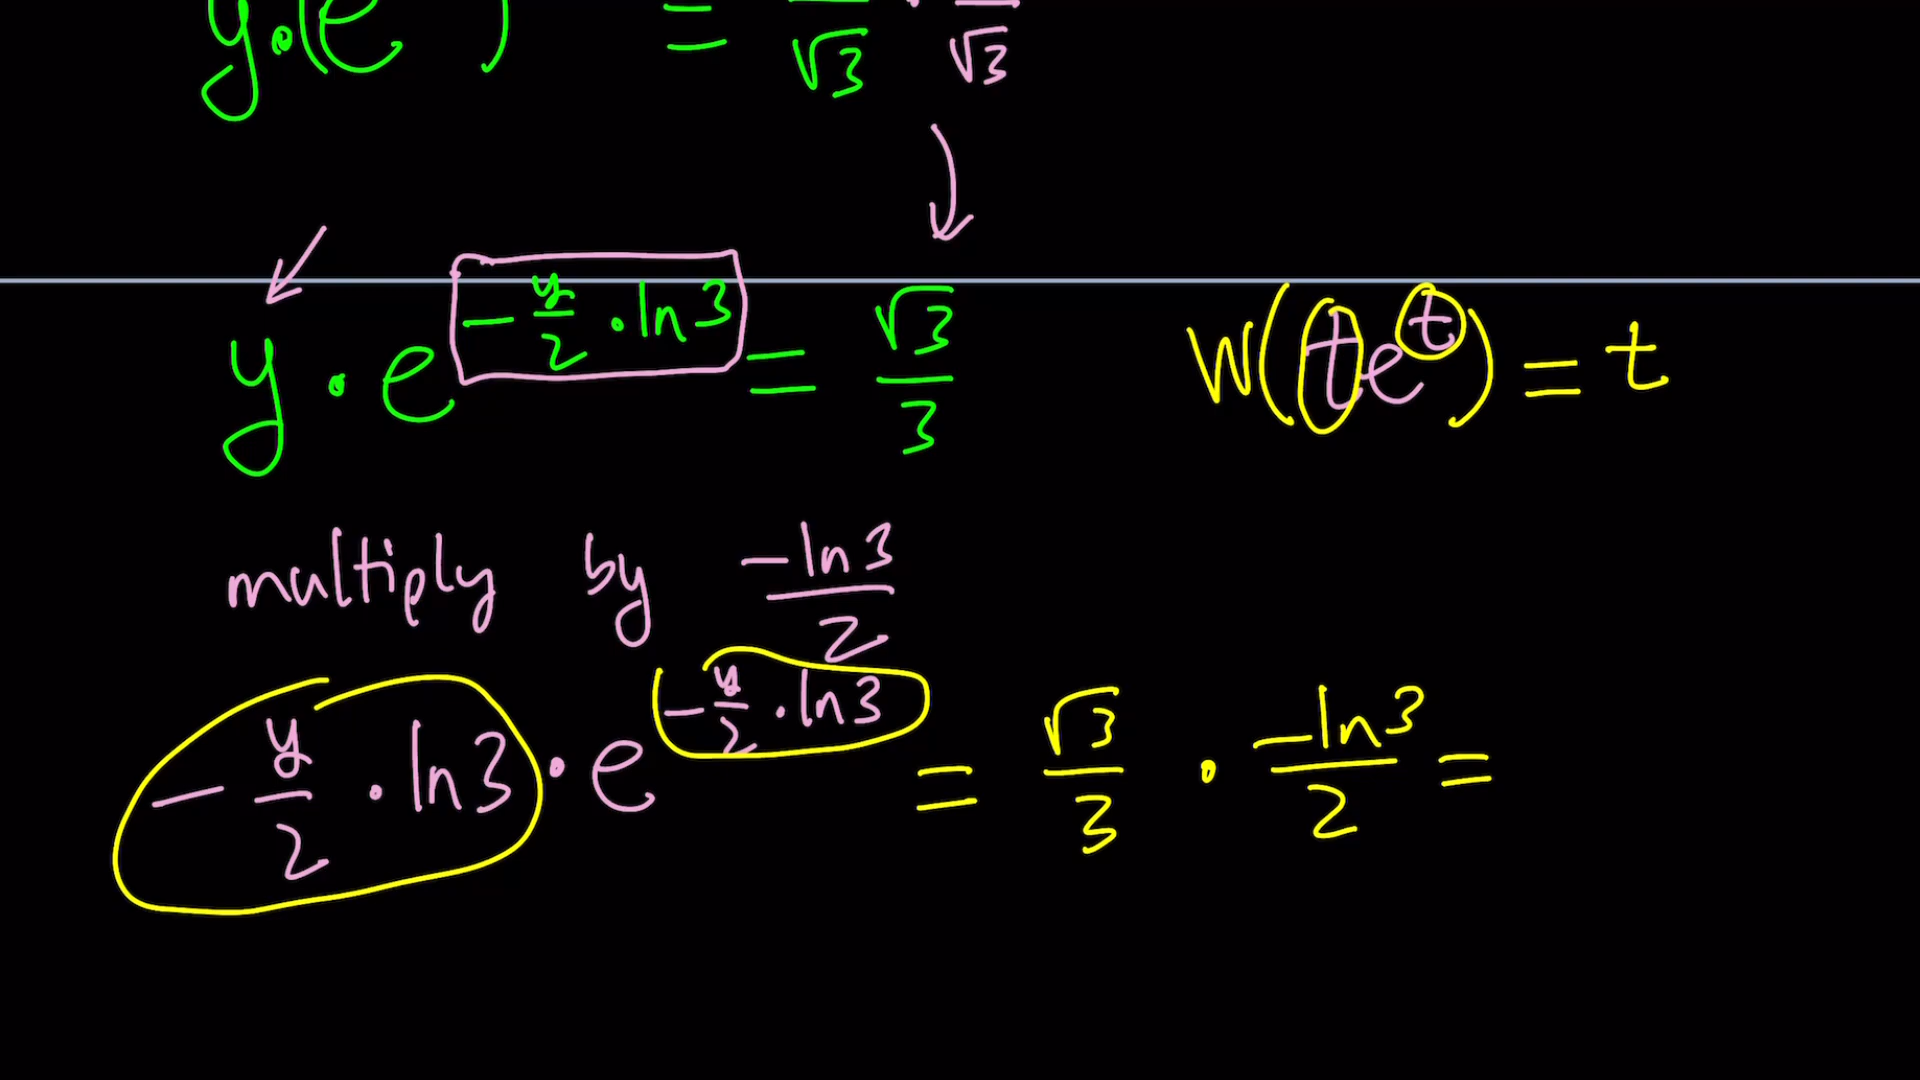 y·(e ) = /√3 · /√3
y · e^(-y/2 · ln3) = √3/3
W(te^t) = t
multiply by -ln3/2
-y/2 · ln3 · e^(-y/2 · ln3) = √3/3 · -ln3/2 =